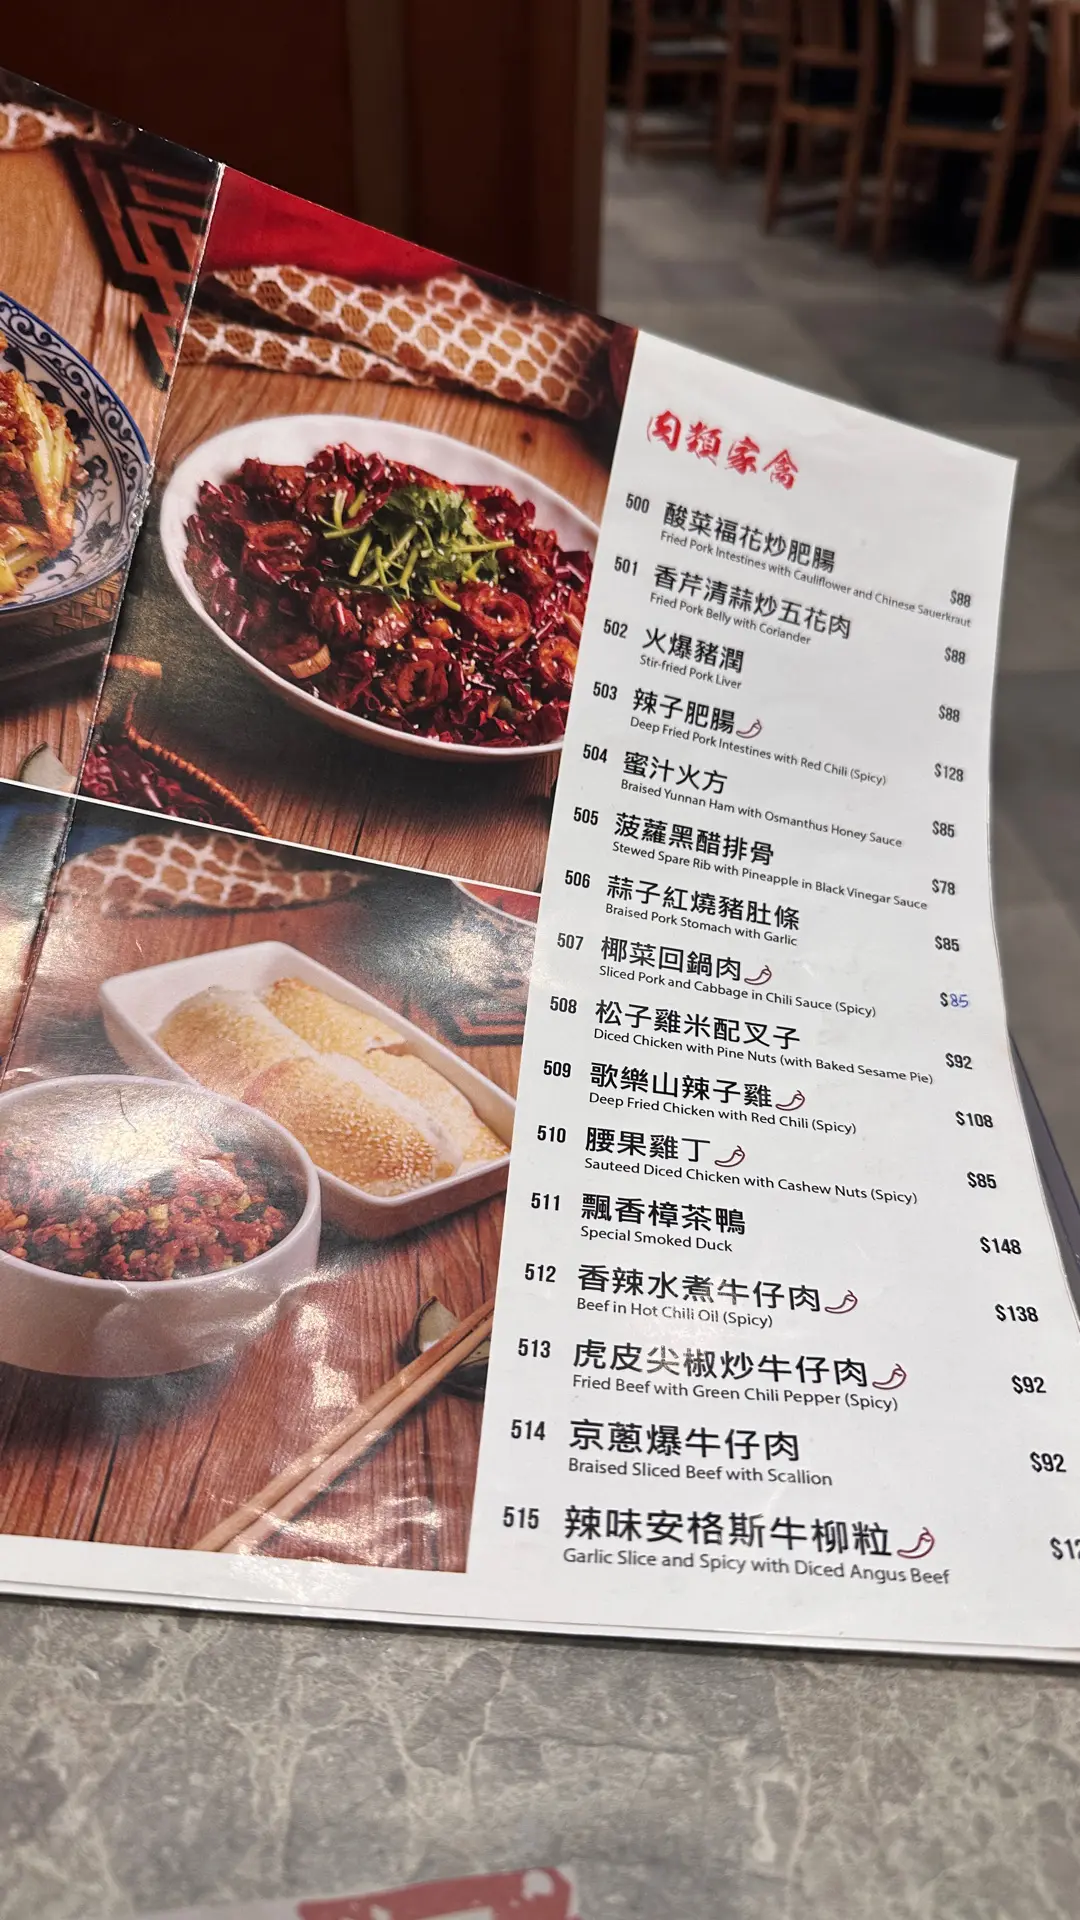 肉類家禽
500 酸菜福花炒肥腸
Fried Pork Intestines with Cauliflower and Chinese Sauerkraut $88
501 香芹清蒜炒五花肉
Fried Pork Belly with Coriander $88
502 火爆豬潤
Stir-fried Pork Liver $88
503 辣子肥腸
Deep Fried Pork Intestines with Red Chili (Spicy) $128
504 蜜汁火方
Braised Yunnan Ham with Osmanthus Honey Sauce $85
505 菠蘿黑醋排骨
Stewed Spare Rib with Pineapple in Black Vinegar Sauce $78
506 蒜子紅燒豬肚條
Braised Pork Stomach with Garlic $85
507 椰菜回鍋肉
Sliced Pork and Cabbage in Chili Sauce (Spicy) $85
508 松子雞米配叉子
Diced Chicken with Pine Nuts (with Baked Sesame Pie) $92
509 歌樂山辣子雞
Deep Fried Chicken with Red Chili (Spicy) $108
510 腰果雞丁
Sauteed Diced Chicken with Cashew Nuts (Spicy) $85
511 飄香樟茶鴨
Special Smoked Duck $148
512 香辣水煮牛仔肉
Beef in Hot Chili Oil (Spicy) $138
513 虎皮尖椒炒牛仔肉
Fried Beef with Green Chili Pepper (Spicy) $92
514 京蔥爆牛仔肉
Braised Sliced Beef with Scallion $92
515 辣味安格斯牛柳粒
Garlic Slice and Spicy with Diced Angus Beef